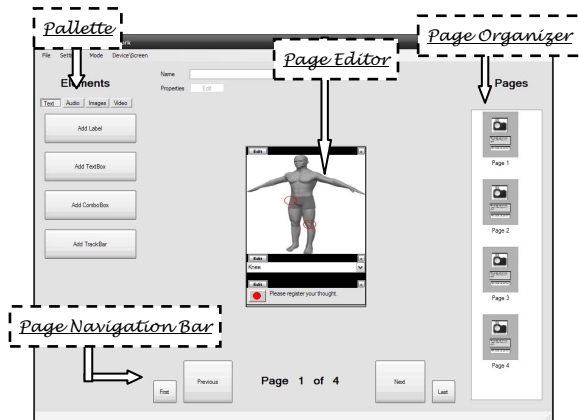 Pallette
Page Editor
Page Organizer
File Mode Device\Screen
Name
Properties Edit
Elements
Pages
Text Audio Images Video
Add Label
Add TextBox
Add ComboBox
Add TrackBar
Edit
Edit
Knee
Edit
Please register your thought.
Page 1
Page 2
Page 3
Page 4
Page Navigation Bar
First
Previous
Page 1 of 4
Next
Last